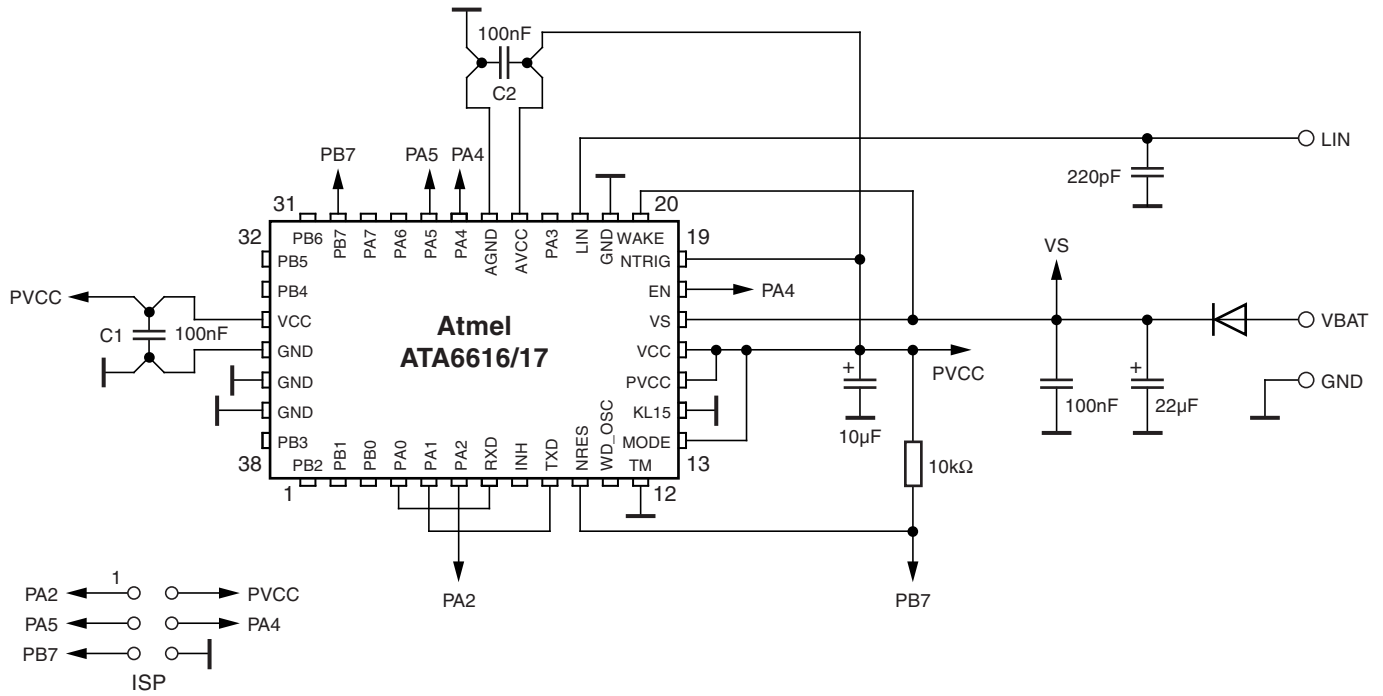 100nF
C2
LIN
220pF
PB7
PA5
PA4
31
20
PB6
PB7
PA7
PA6
PA5
PA4
AGND
AVCC
PA3
LIN
GND
WAKE
32
19
PB5
NTRIG
VS
PB4
EN
PA4
PVCC
VCC
Atmel
ATA6616/17
VS
VBAT
C1
100nF
GND
VCC
PVCC
GND
PVCC
GND
+
10µF
100nF
+
22µF
GND
KL15
PB3
MODE
38
13
PB2
PB1
PB0
PA0
PA1
PA2
RXD
INH
TXD
NRES
WD_OSC
TM
10kΩ
1
12
PA2
1
PVCC
PA2
PB7
PA5
PA4
PB7
ISP